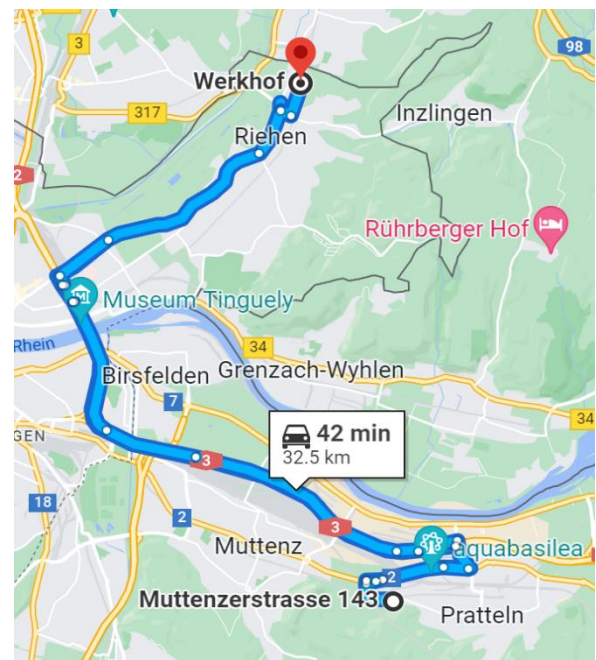 3
98
Werkhof
317
Inzlingen
Riehen
2
Rührberger Hof
Museum Tinguely
Rhein
34
Birsfelden
Grenzach-Wyhlen
7
34
42 min
32.5 km
GEN
3
18
2
3
Muttenz
aquabasilea
2
Muttenzerstrasse 143
Pratteln